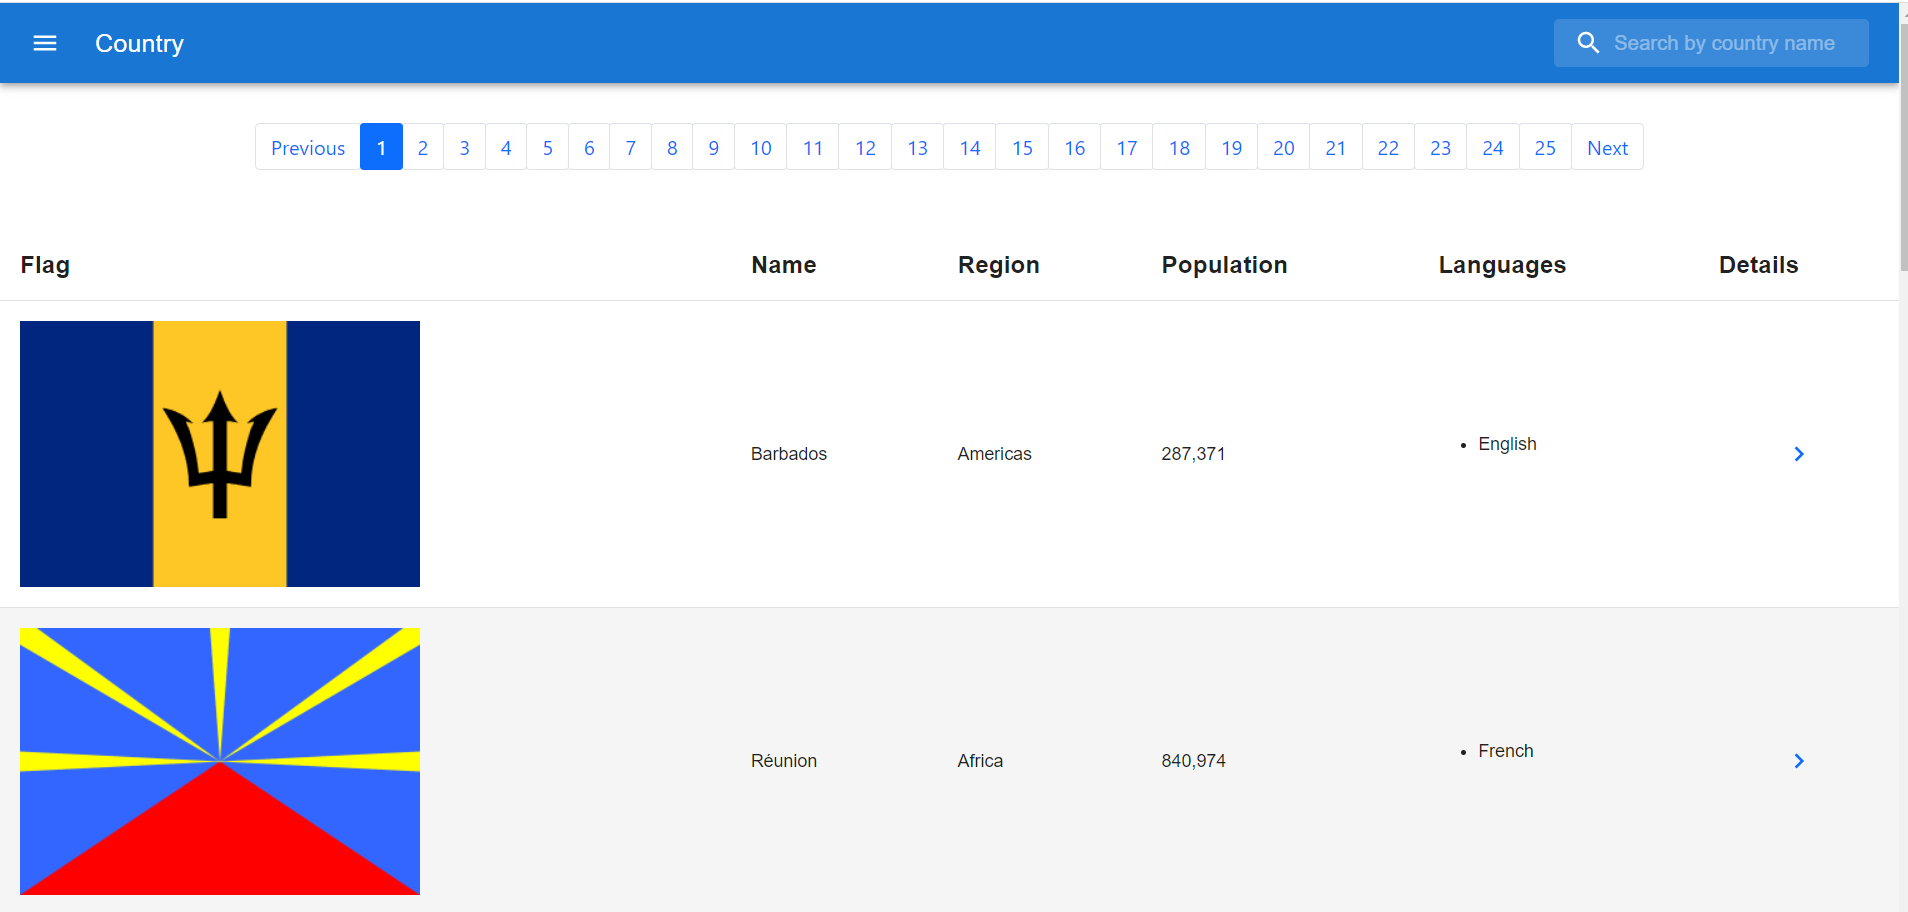 Country
Search by country name
Previous 1 2 3 4 5 6 7 8 9 10 11 12 13 14 15 16 17 18 19 20 21 22 23 24 25 Next
Flag Name Region Population Languages Details
Barbados Americas 287,371 • English
Réunion Africa 840,974 • French